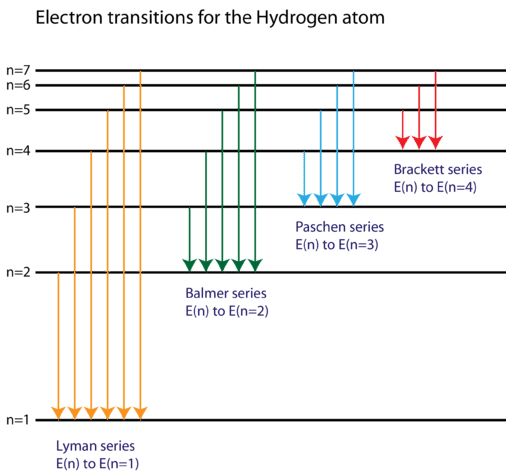 Electron transitions for the Hydrogen atom
n=7
n=6
n=5
n=4
Brackett series
E(n) to E(n=4)
n=3
Paschen series
E(n) to E(n=3)
n=2
Balmer series
E(n) to E(n=2)
n=1
Lyman series
E(n) to E(n=1)